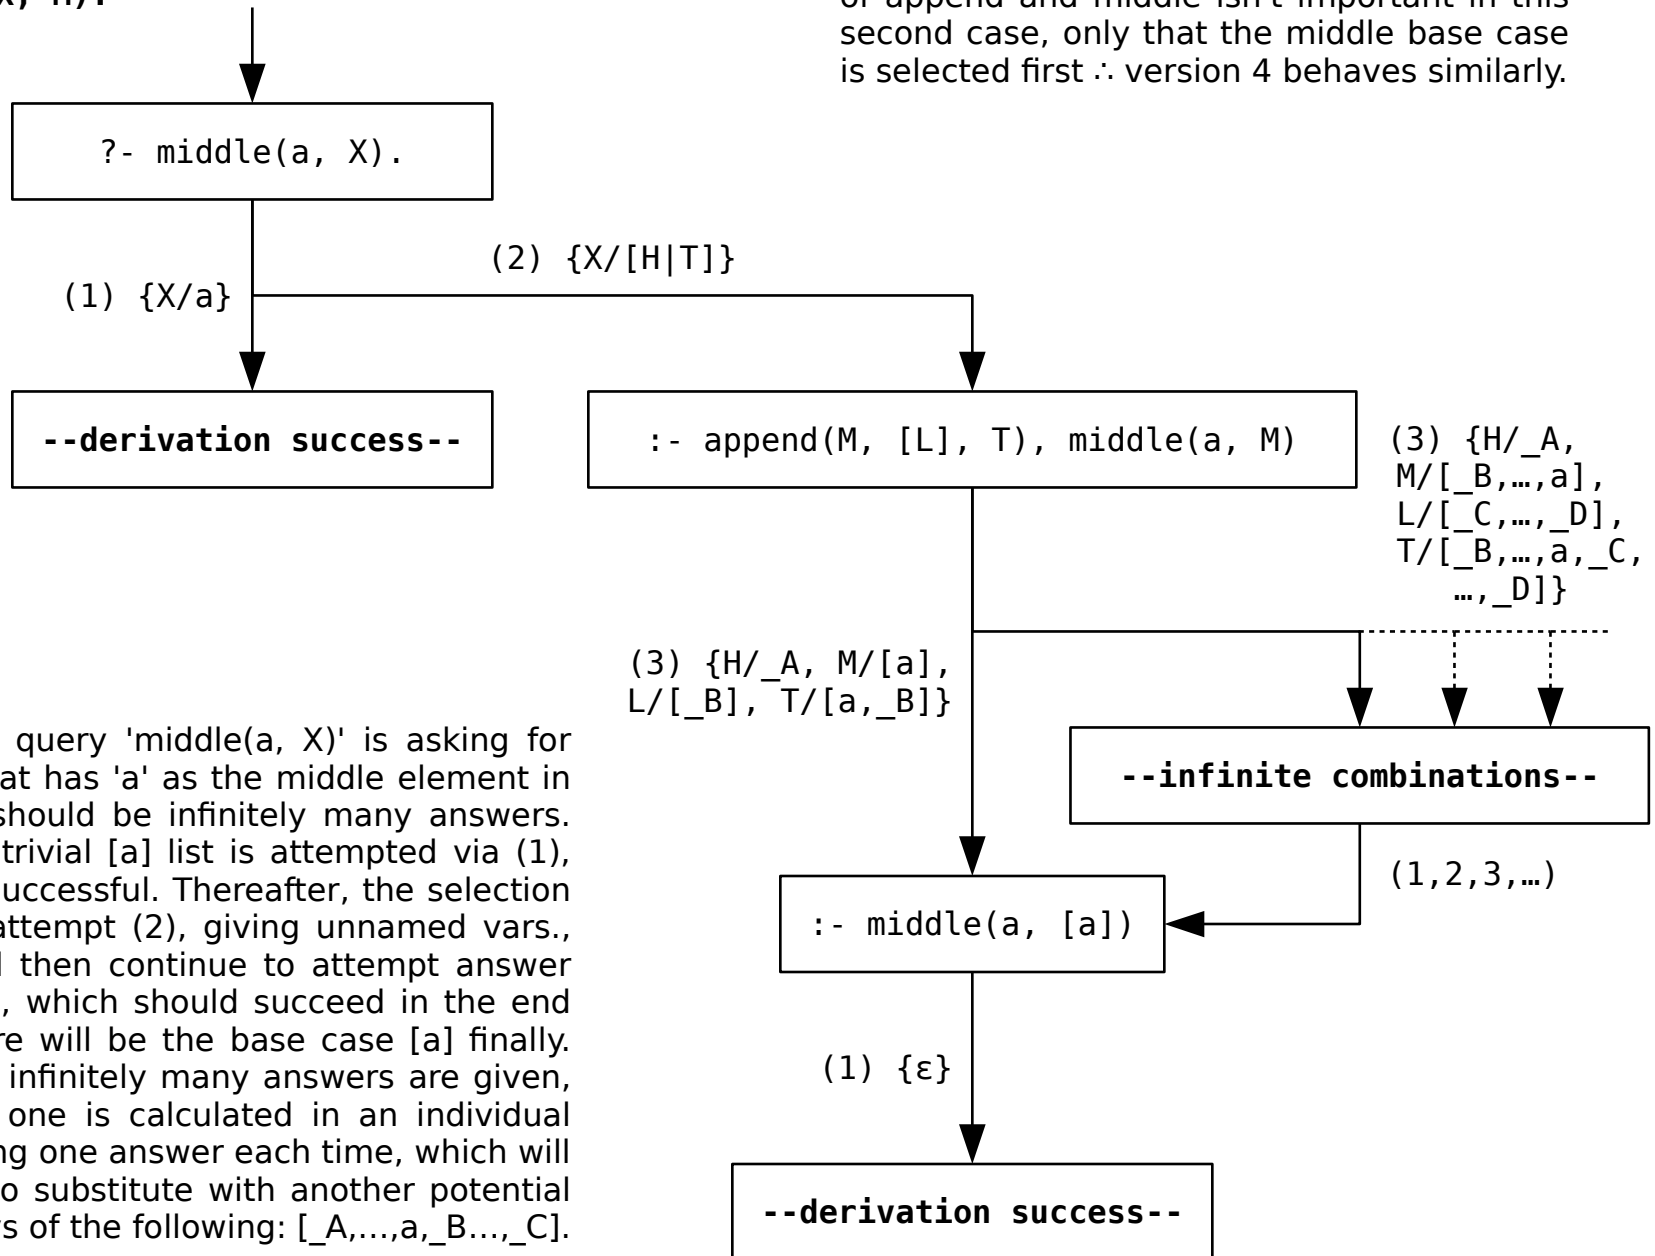 of append and middle isn't important in this
second case, only that the middle base case
is selected first ∴ version 4 behaves similarly.
?- middle(a, X).
(2) {X/[H|T]}
(1) {X/a}
--derivation success--
:- append(M, [L], T), middle(a, M)
(3) {H/_A,
M/[_B,…,a],
L/[_C,…,_D],
T/[_B,…,a,_C,
…,_D]}
(3) {H/_A, M/[a],
L/[_B], T/[a,_B]}
--infinite combinations--
(1,2,3,…)
:- middle(a, [a])
(1) {ε}
--derivation success--
query 'middle(a, X)' is asking for
has 'a' as the middle element in
should be infinitely many answers.
trivial [a] list is attempted via (1),
Thereafter, the selection
attempt (2), giving unnamed vars.,
then continue to attempt answer
, which should succeed in the end
will be the base case [a] finally.
infinitely many answers are given,
one is calculated in an individual
one answer each time, which will
substitute with another potential
of the following: [_A,…,a,_B…,_C].